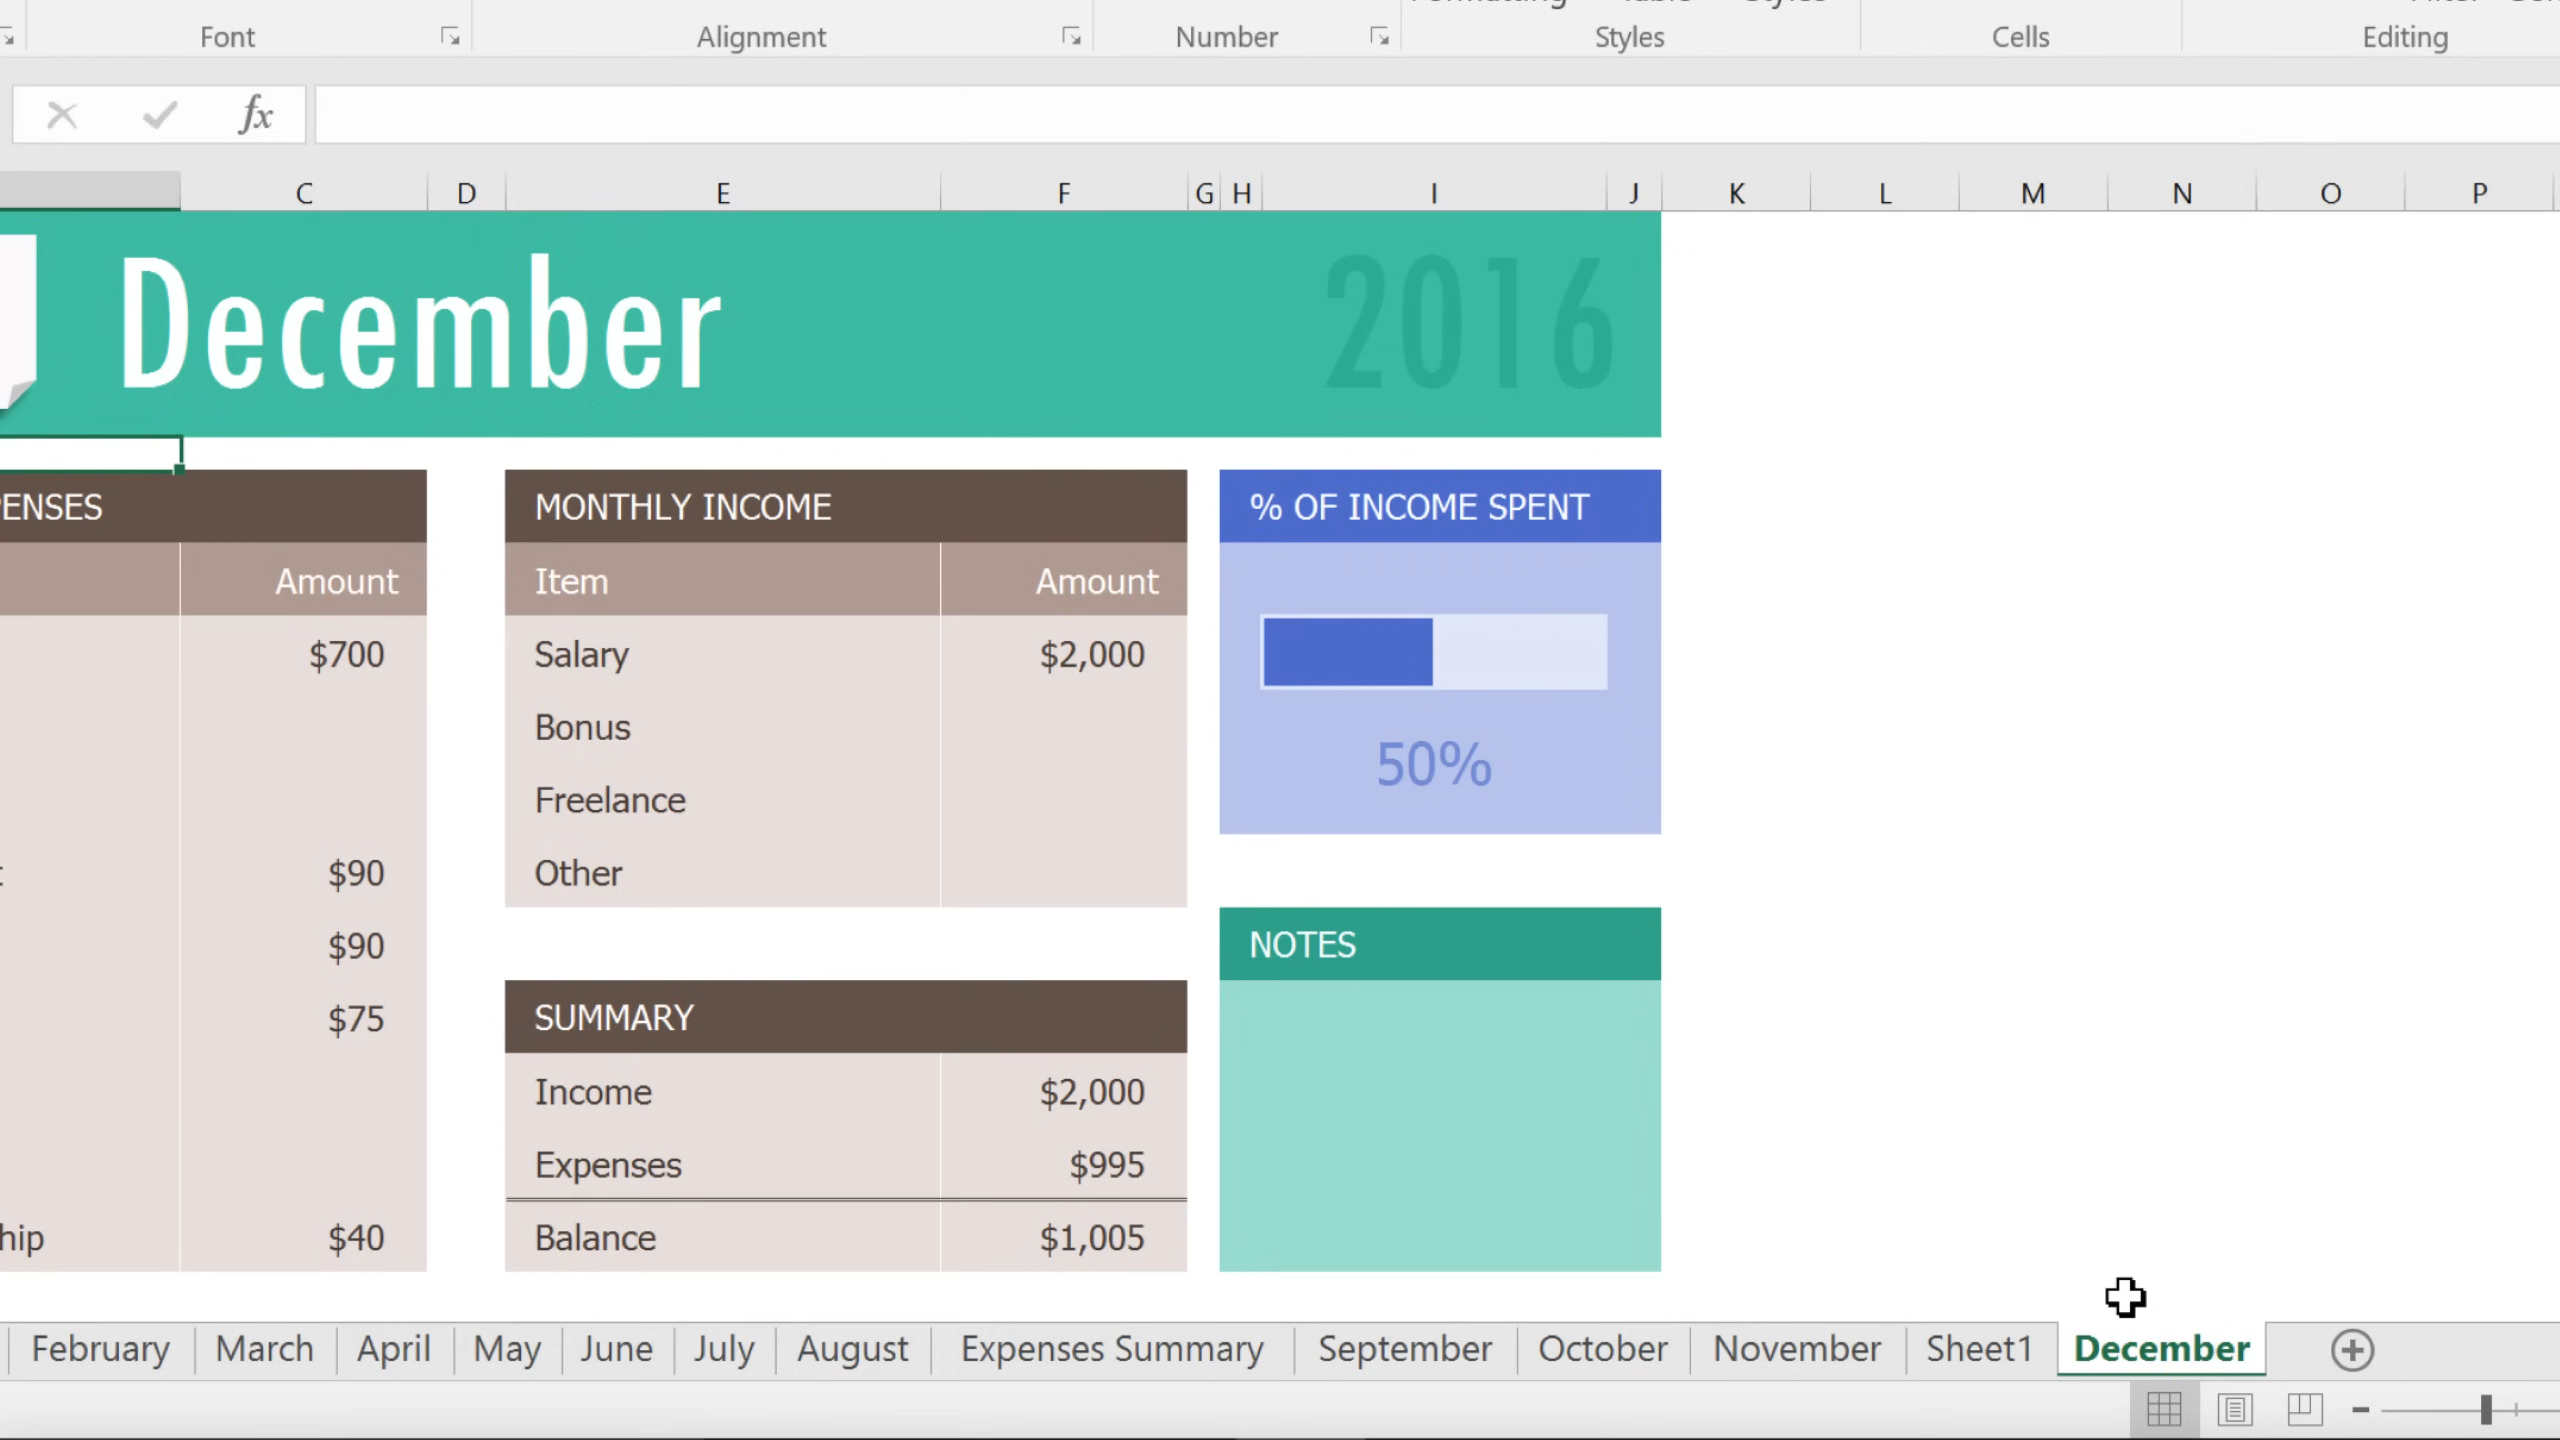 Font Alignment Number Styles Cells Editing
fx
C D E F G H I J K L M N O P
December 2016
PENSES MONTHLY INCOME % OF INCOME SPENT
Amount Item Amount
$700 Salary $2,000
Bonus
50%
Freelance
$90 Other
$90 NOTES
$75 SUMMARY
Income $2,000
Expenses $995
hip $40 Balance $1,005
February March April May June July August Expenses Summary September October November Sheet1 December